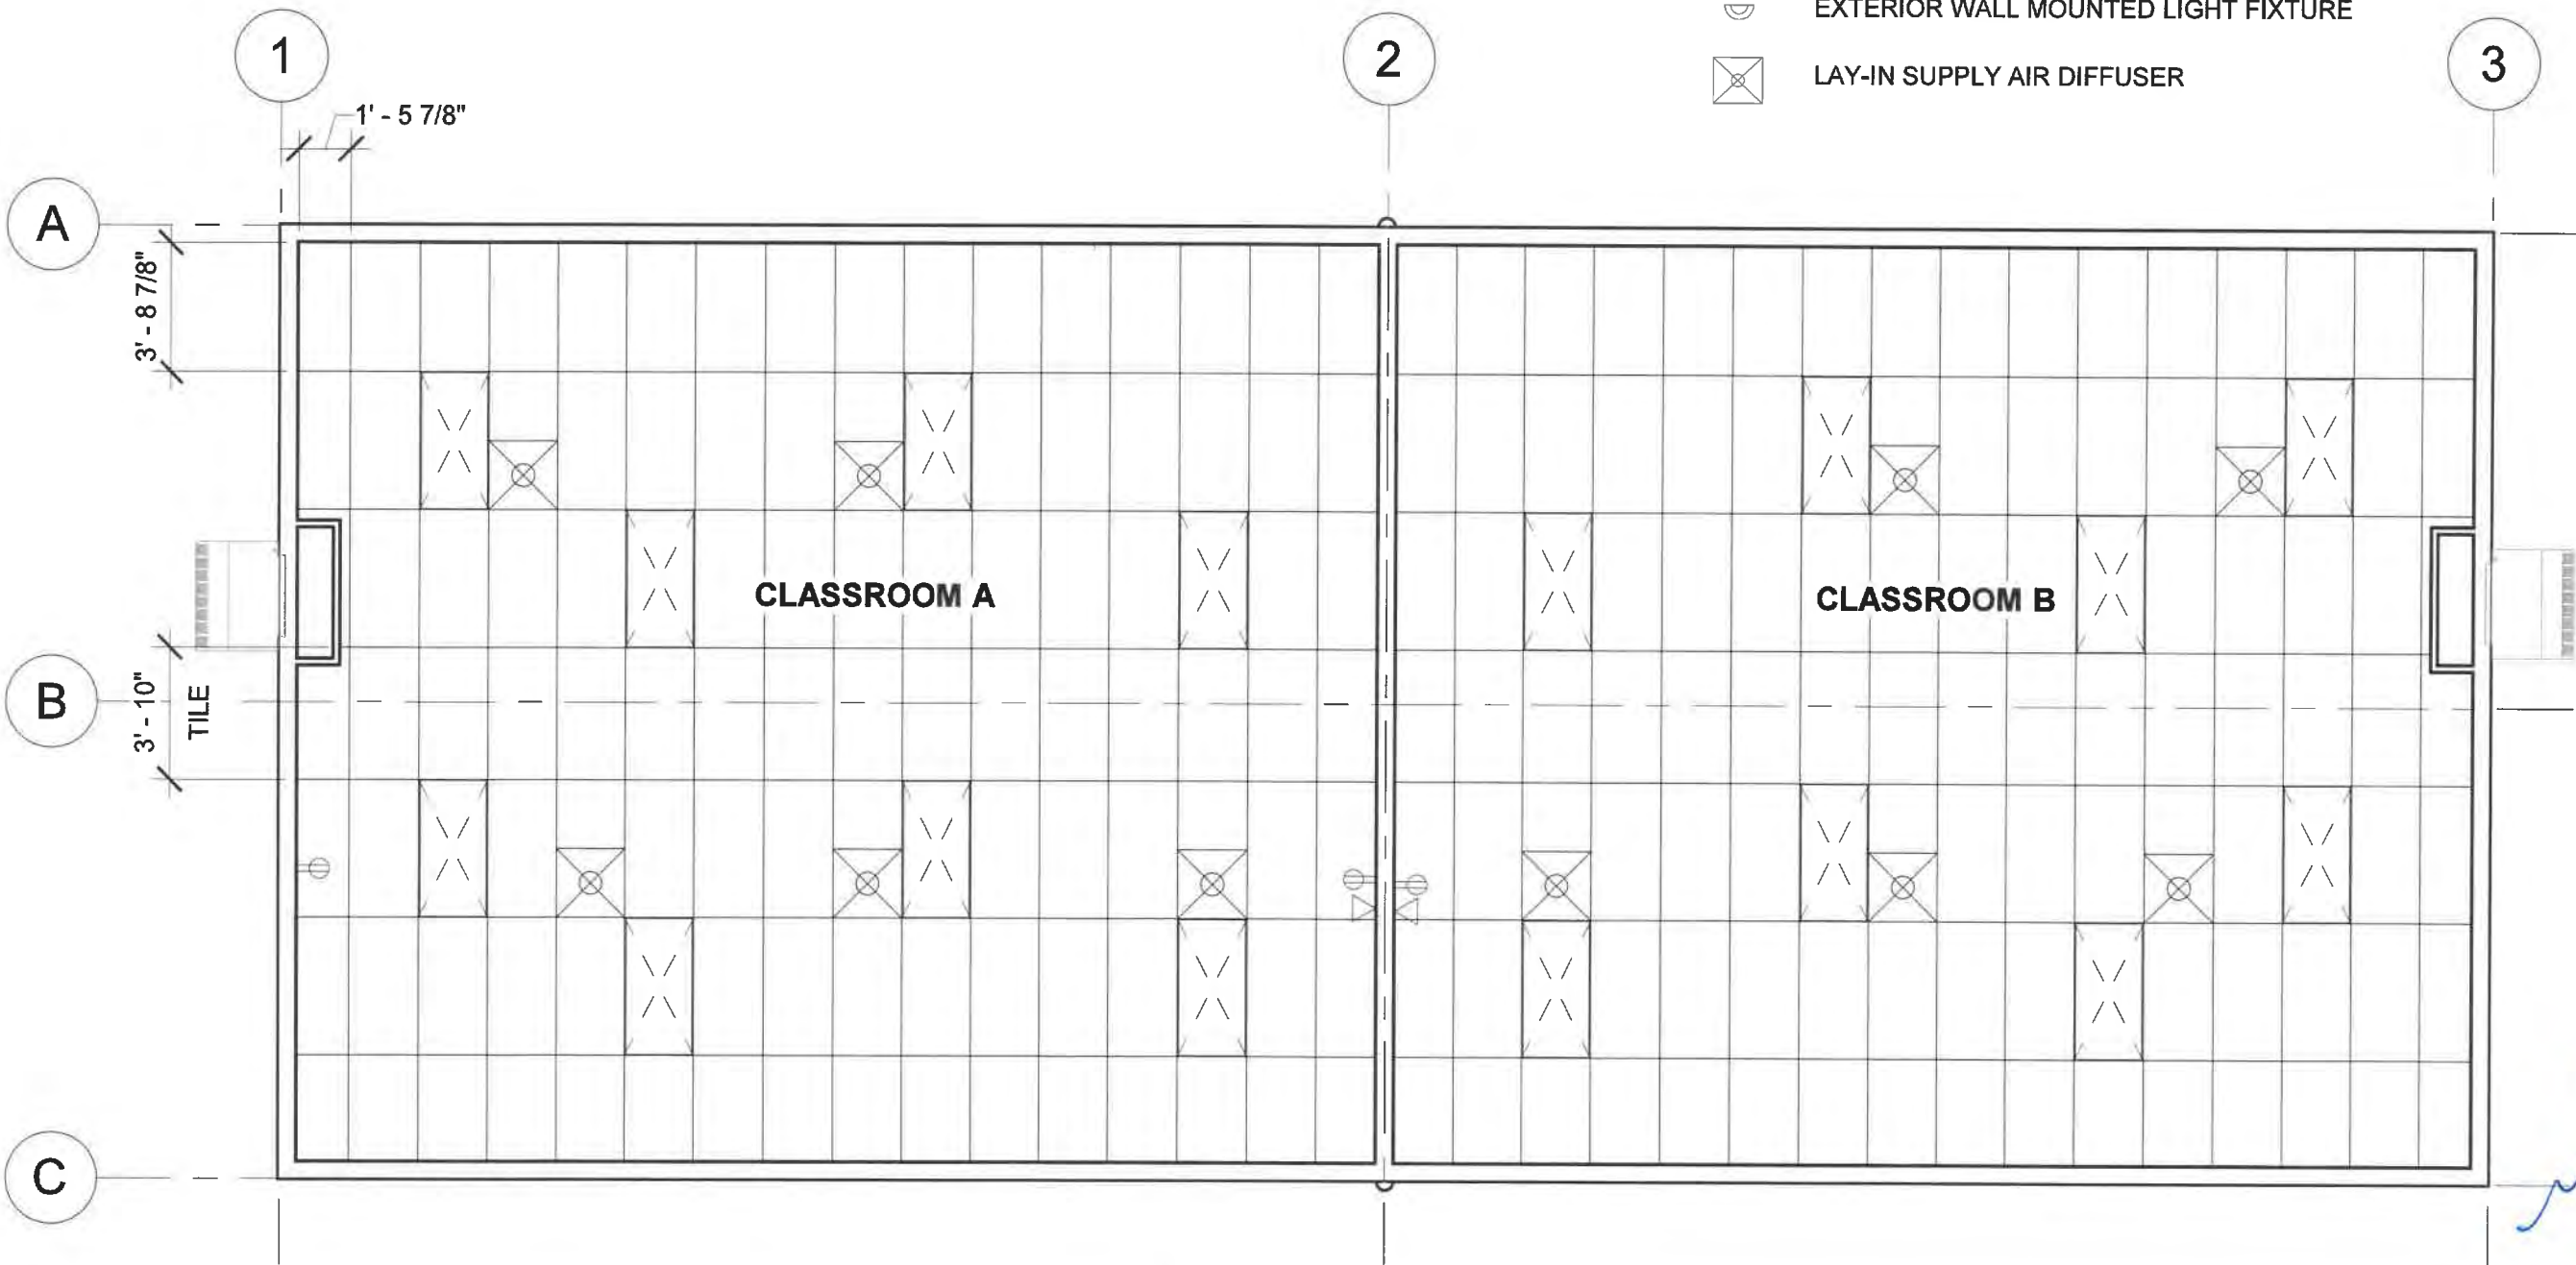 EXTERIOR WALL MOUNTED LIGHT FIXTURE
1
2
3
LAY-IN SUPPLY AIR DIFFUSER
1' - 5 7/8"
A
3' - 8 7/8"
CLASSROOM A
CLASSROOM B
B
3' - 10"
TILE
C